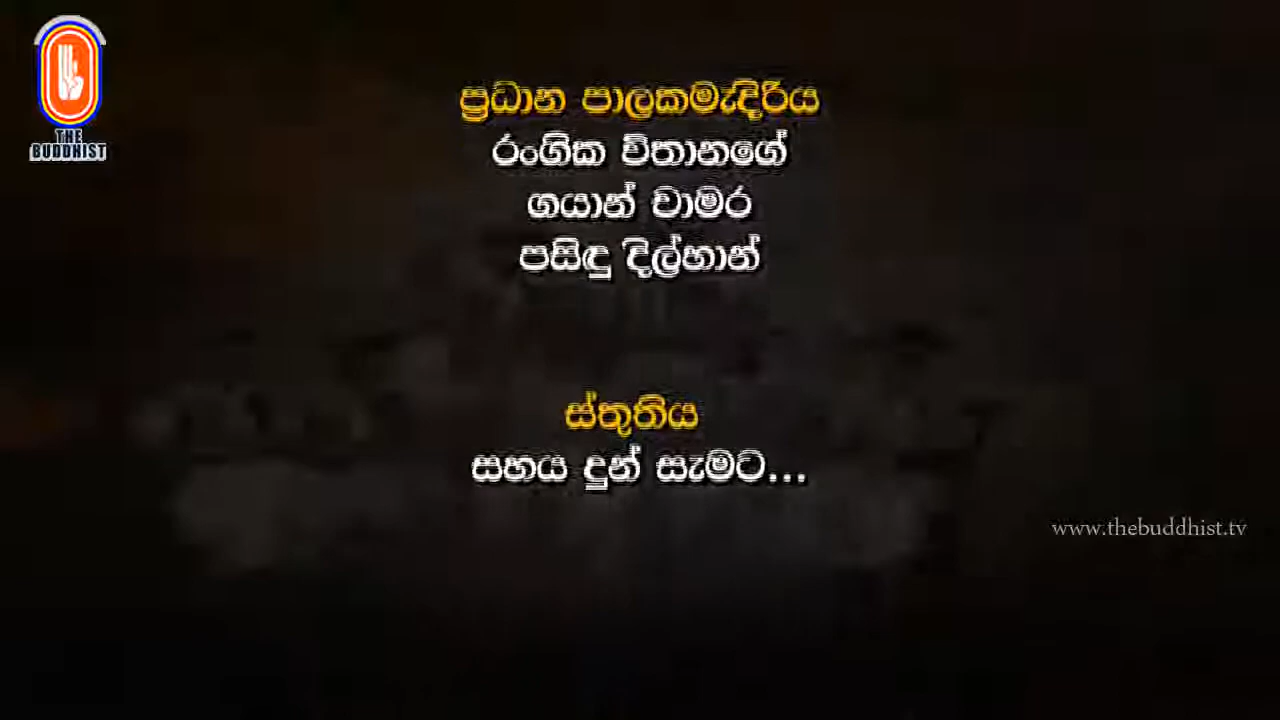 THE
BUDDHIST
ප්‍රධාන පාලකමැදිරිය
රංගික විතානගේ
ගයාන් චාමර
පසිඳු දිල්හාන්
ස්තුතිය
සහය දුන් සැමට...
www.thebuddhist.tv